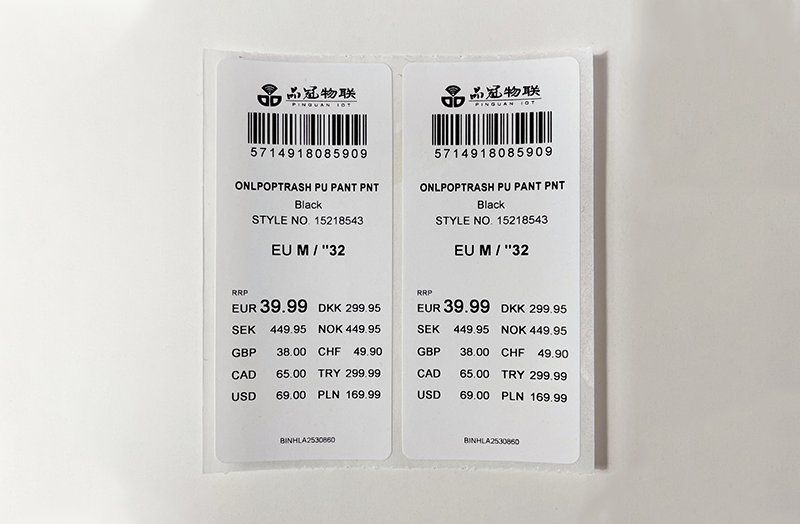 品冠物联
PINGUAN IOT
5714918085909
ONLPOPTRASH PU PANT PNT
Black
STYLE NO. 15218543
EU M / "32
RRP
EUR 39.99 DKK 299.95
SEK 449.95 NOK 449.95
GBP 38.00 CHF 49.90
CAD 65.00 TRY 299.99
USD 69.00 PLN 169.99
BINHLA2530860
品冠物联
PINGUAN IOT
5714918085909
ONLPOPTRASH PU PANT PNT
Black
STYLE NO. 15218543
EU M / "32
RRP
EUR 39.99 DKK 299.95
SEK 449.95 NOK 449.95
GBP 38.00 CHF 49.90
CAD 65.00 TRY 299.99
USD 69.00 PLN 169.99
BINHLA2530860